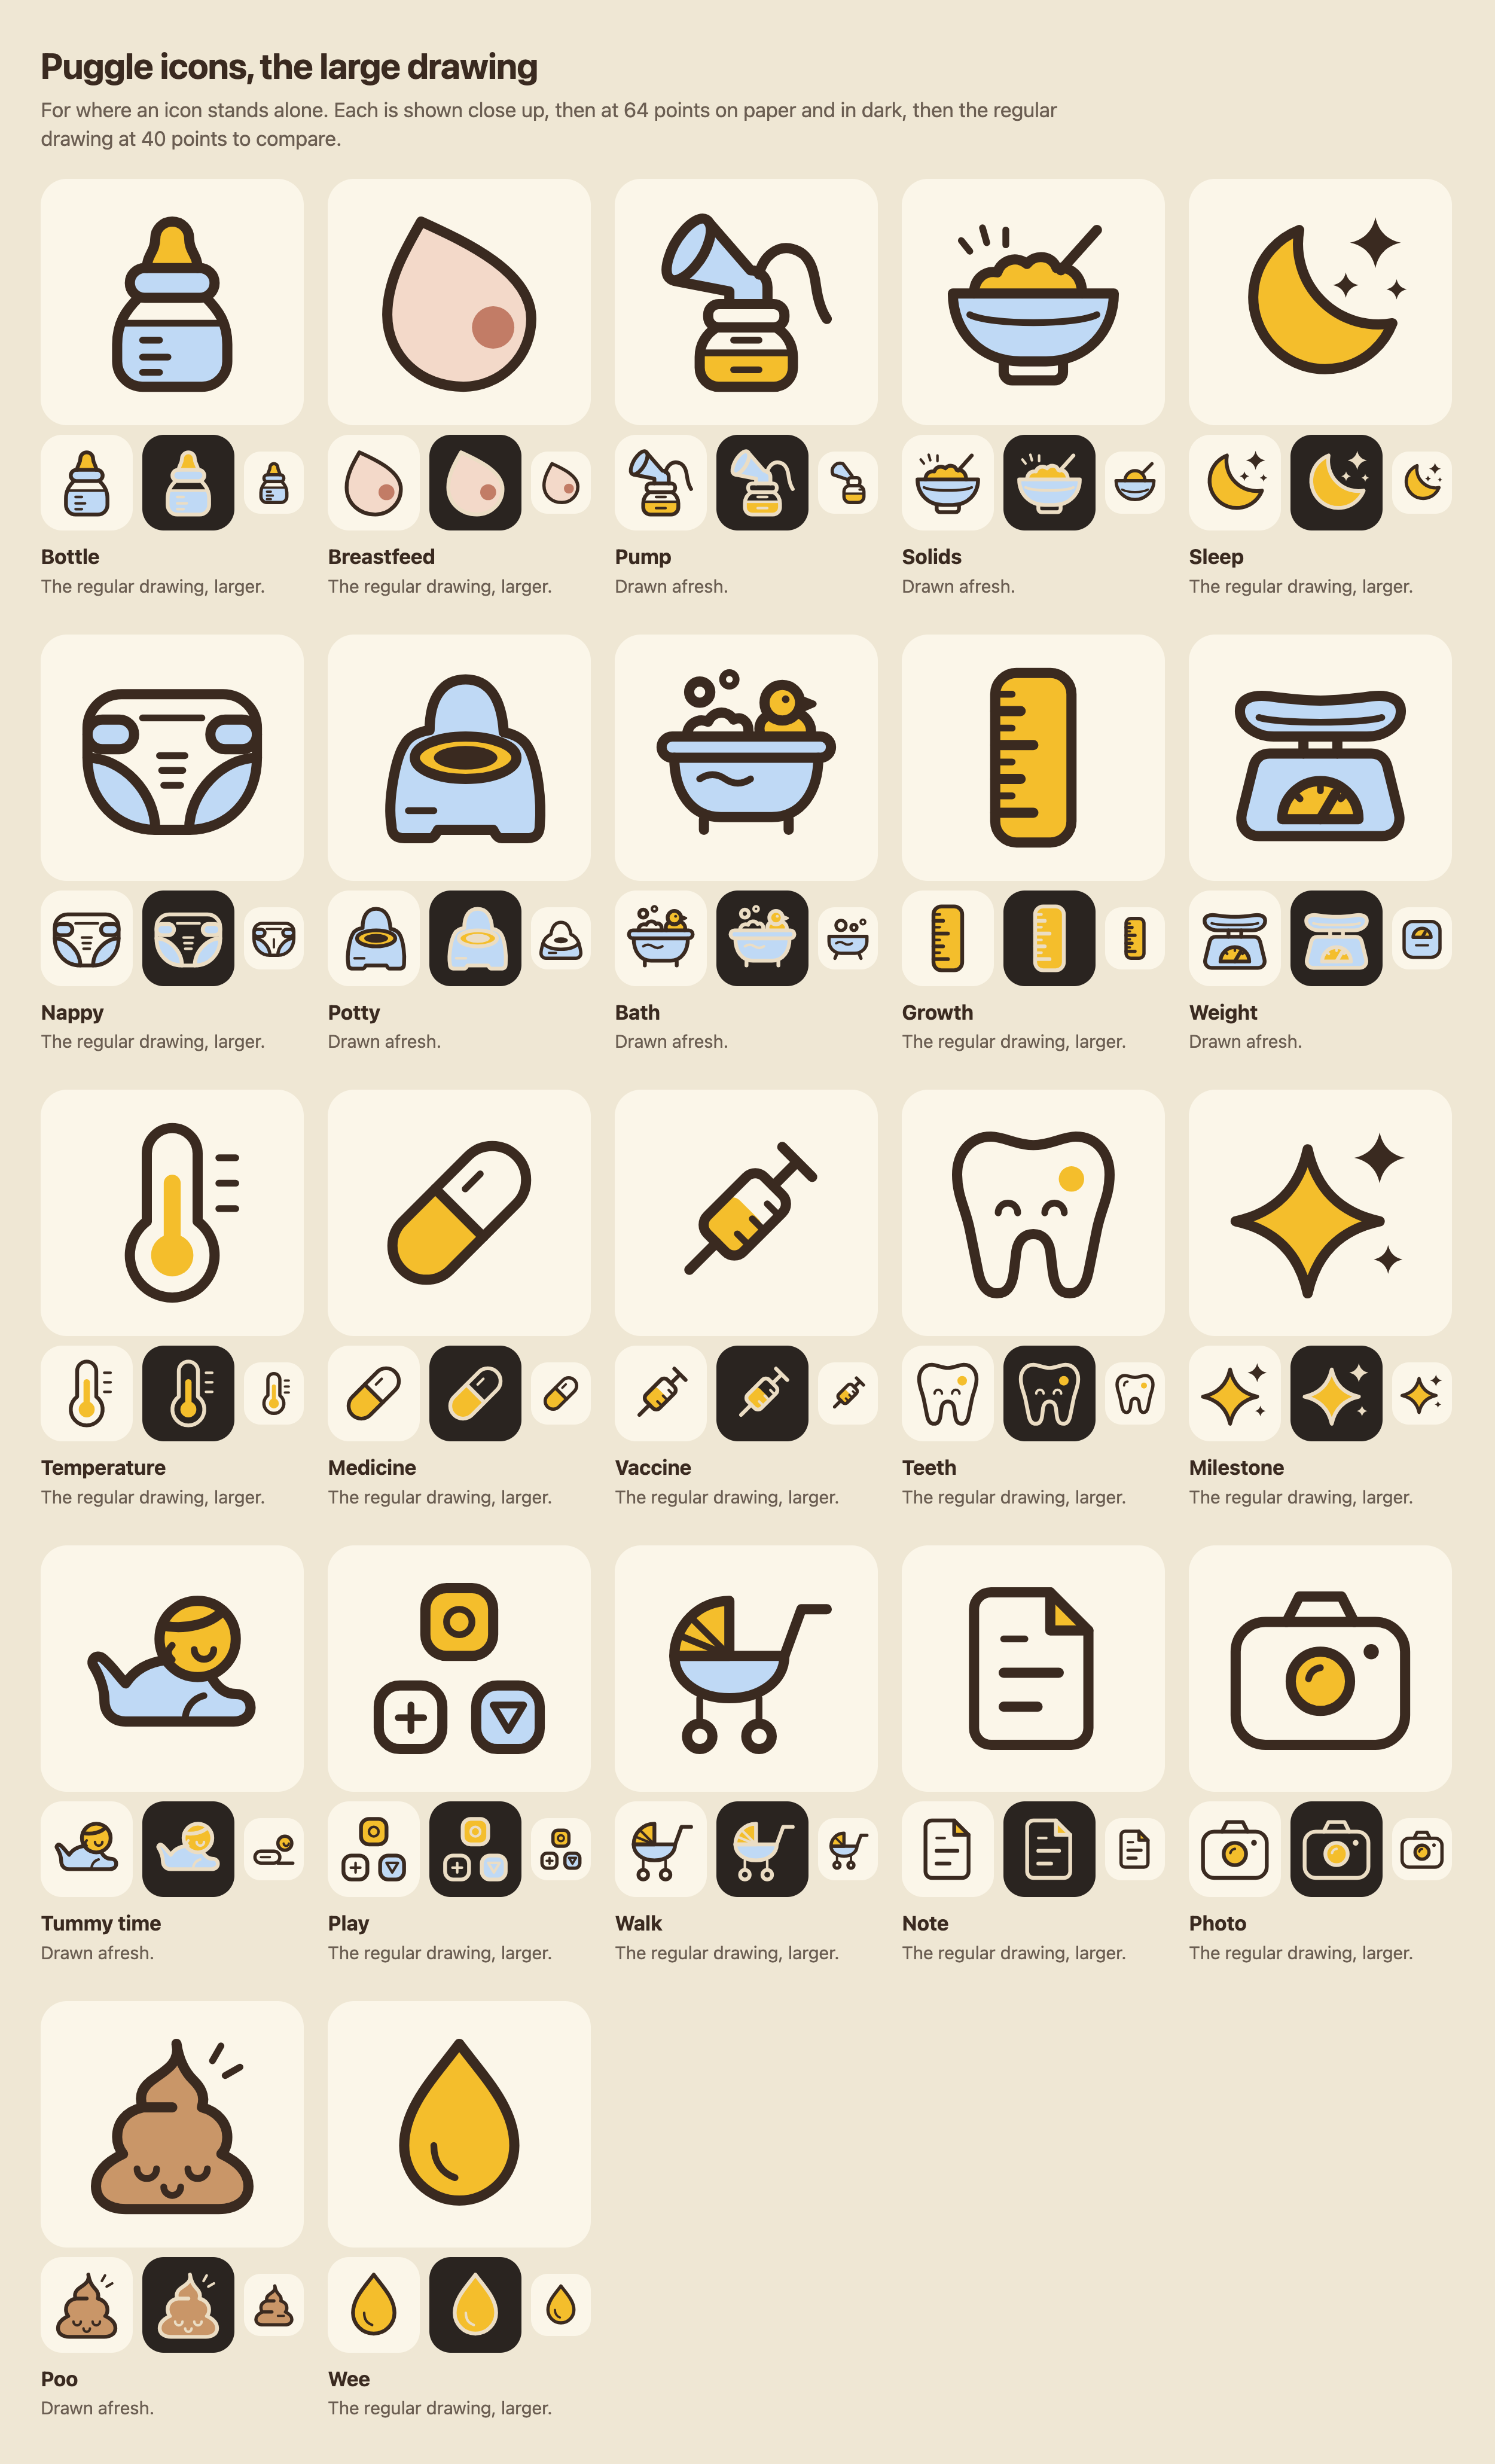 Puggle icons, the large drawing
For where an icon stands alone. Each is shown close up, then at 64 points on paper and in dark, then the regular
drawing at 40 points to compare.
Bottle
The regular drawing, larger.
Breastfeed
The regular drawing, larger.
Pump
Drawn afresh.
Solids
Drawn afresh.
Sleep
The regular drawing, larger.
Nappy
The regular drawing, larger.
Potty
Drawn afresh.
Bath
Drawn afresh.
Growth
The regular drawing, larger.
Weight
Drawn afresh.
Temperature
The regular drawing, larger.
Medicine
The regular drawing, larger.
Vaccine
The regular drawing, larger.
Teeth
The regular drawing, larger.
Milestone
The regular drawing, larger.
Tummy time
Drawn afresh.
Play
The regular drawing, larger.
Walk
The regular drawing, larger.
Note
The regular drawing, larger.
Photo
The regular drawing, larger.
Poo
Drawn afresh.
Wee
The regular drawing, larger.